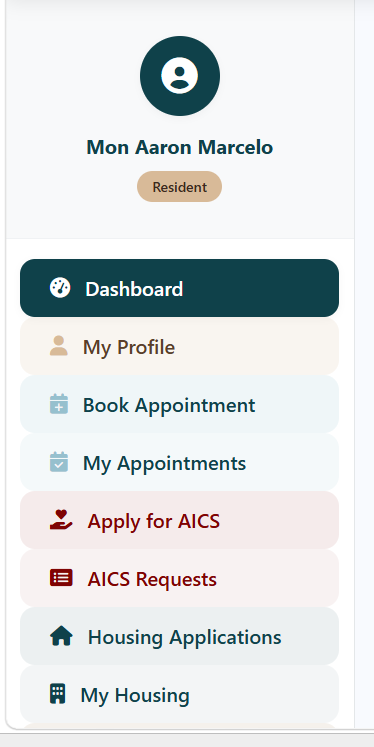 Mon Aaron Marcelo
Resident
Dashboard
My Profile
Book Appointment
My Appointments
Apply for AICS
AICS Requests
Housing Applications
My Housing